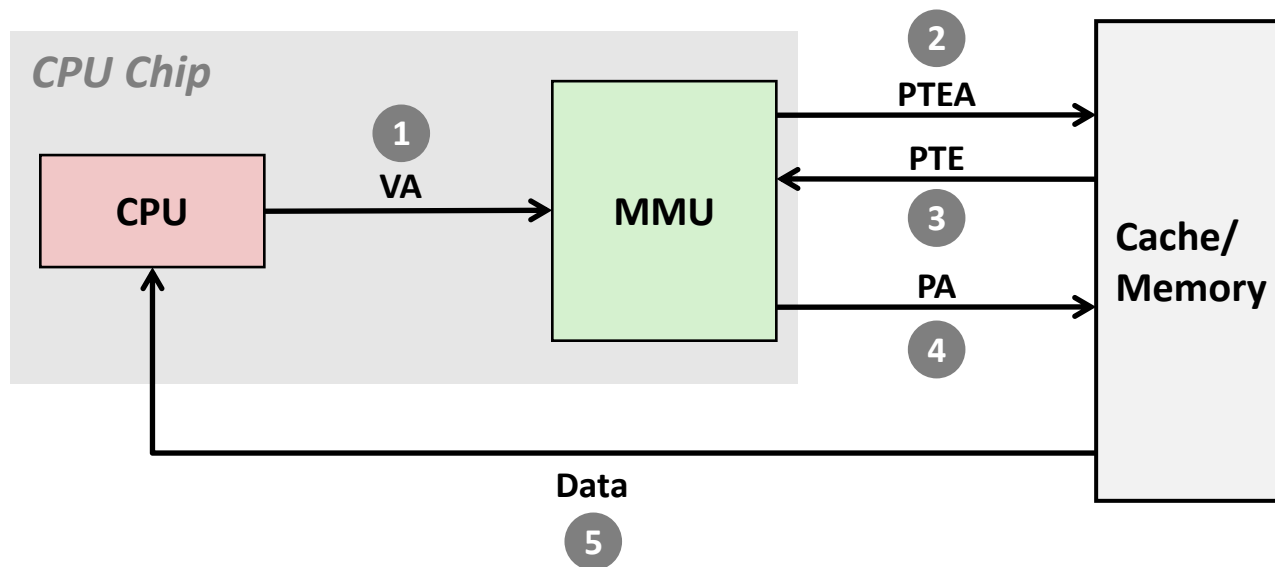 2
CPU Chip
PTEA
1
VA
PTE
CPU
MMU
3
Cache/
Memory
PA
4
Data
5